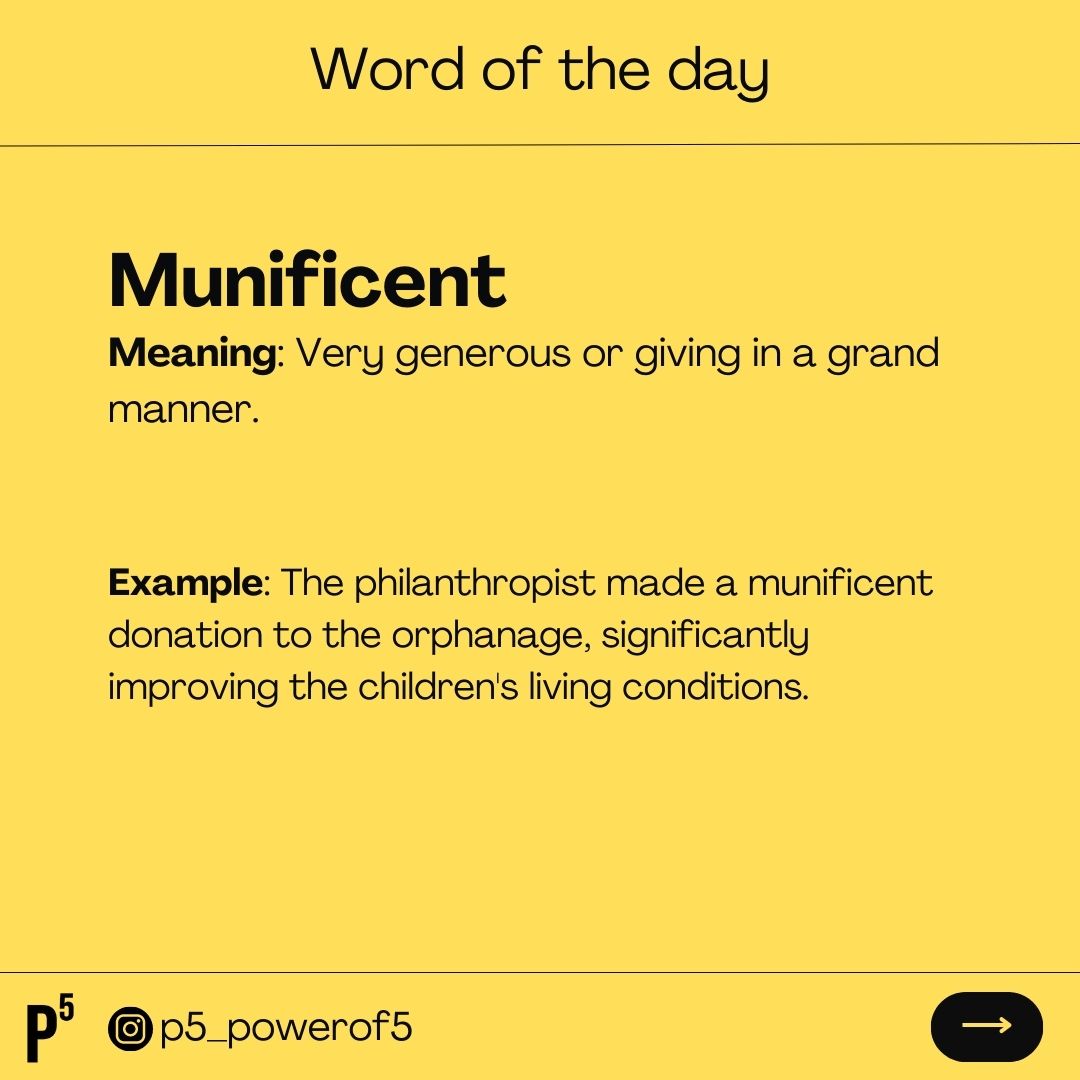 Word of the day
Munificent
Meaning: Very generous or giving in a grand
manner.
Example: The philanthropist made a munificent
donation to the orphanage, significantly
improving the children's living conditions.
P5 p5_powerof5